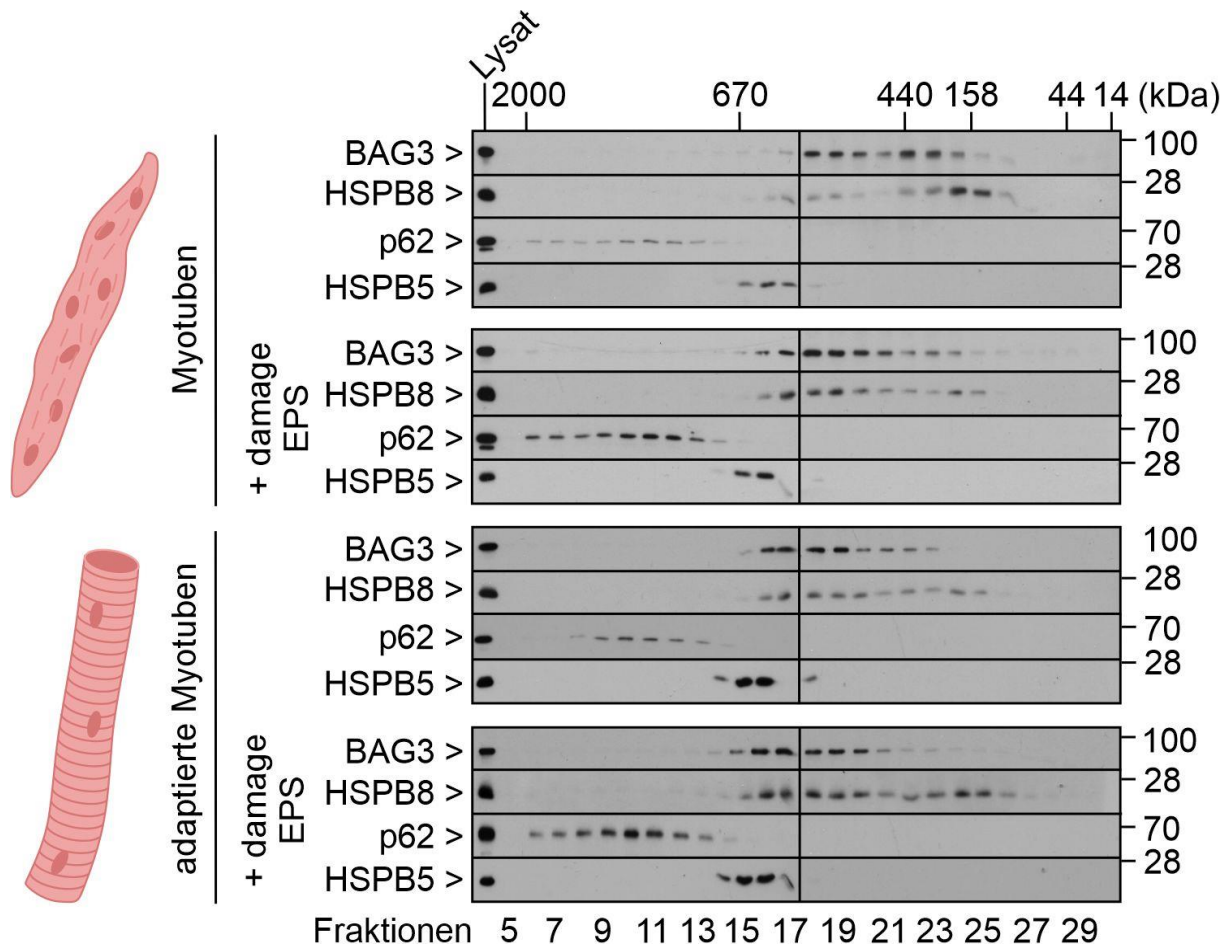 Lysat
2000 670 440 158 44 14 (kDa)
Myotuben
BAG3 > 100
HSPB8 > 28
p62 > 70
HSPB5 > 28
+ damage
EPS
BAG3 > 100
HSPB8 > 28
p62 > 70
HSPB5 > 28
adaptierte Myotuben
BAG3 > 100
HSPB8 > 28
p62 > 70
HSPB5 > 28
+ damage
EPS
BAG3 > 100
HSPB8 > 28
p62 > 70
HSPB5 > 28
Fraktionen 5 7 9 11 13 15 17 19 21 23 25 27 29